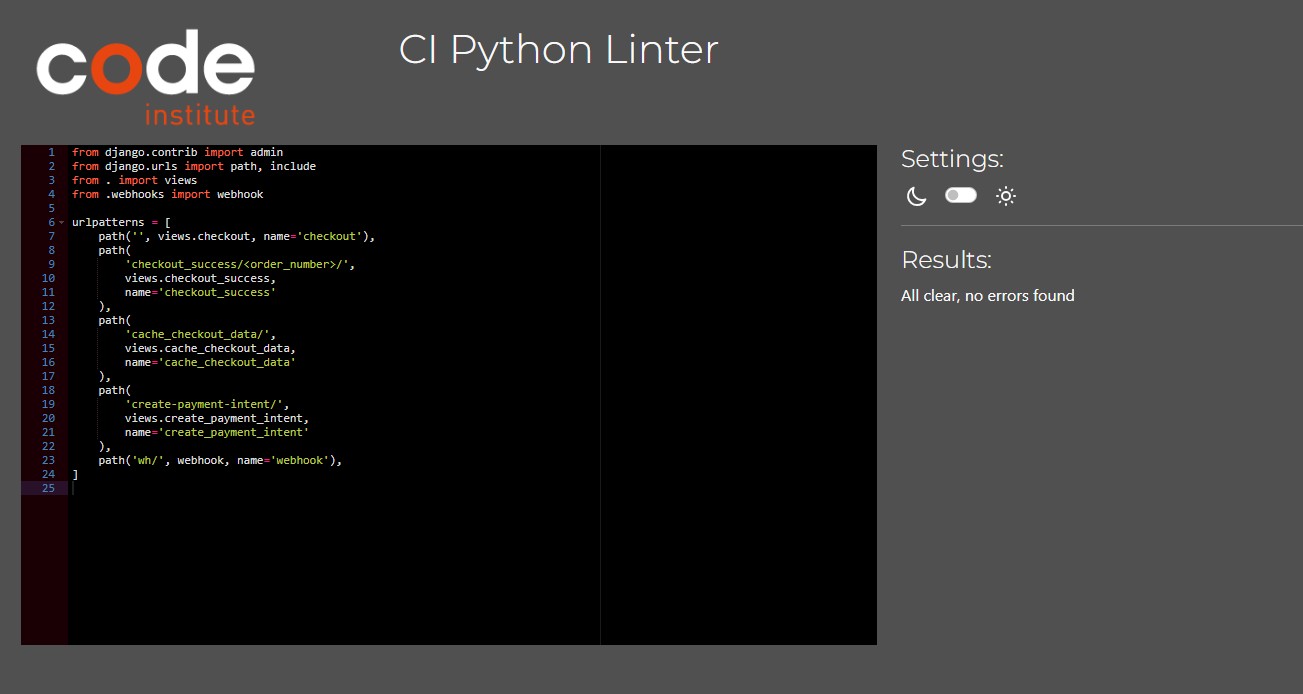 code
institute
CI Python Linter
1 from django.contrib import admin
2 from django.urls import path, include
3 from . import views
4 from .webhooks import webhook
5
6 urlpatterns = [
7     path('', views.checkout, name='checkout'),
8     path(
9         'checkout_success/<order_number>/',
10         views.checkout_success,
11         name='checkout_success'
12     ),
13     path(
14         'cache_checkout_data/',
15         views.cache_checkout_data,
16         name='cache_checkout_data'
17     ),
18     path(
19         'create-payment-intent/',
20         views.create_payment_intent,
21         name='create_payment_intent'
22     ),
23     path('wh/', webhook, name='webhook'),
24 ]
25
Settings:
Results:
All clear, no errors found